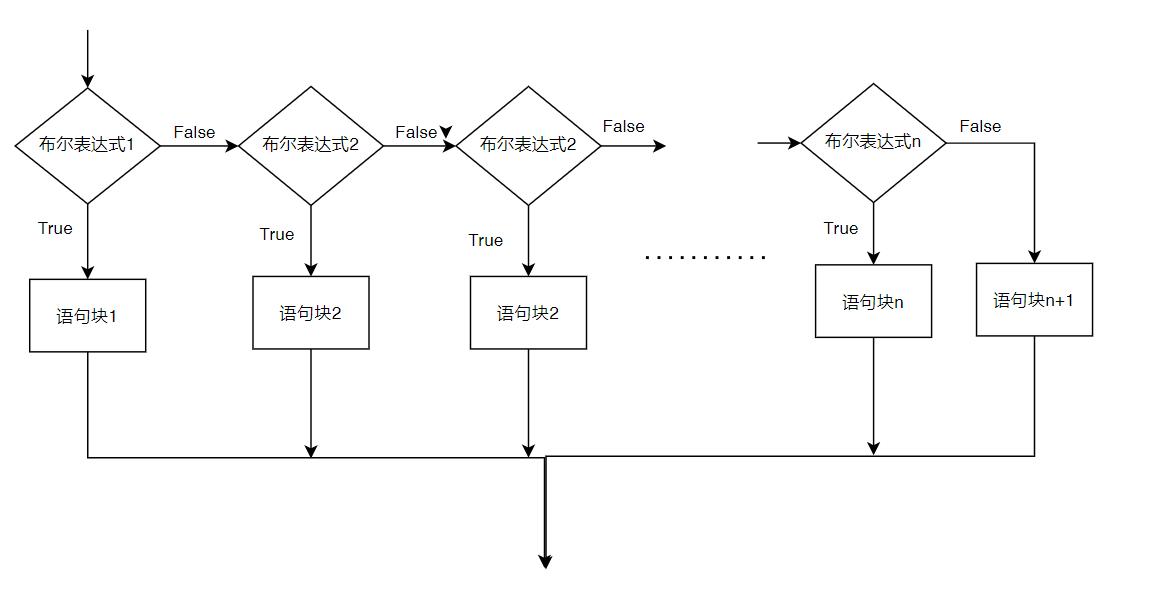 布尔表达式1
False
布尔表达式2
False
布尔表达式2
False
布尔表达式n
False
True
True
True
True
语句块1
语句块2
语句块2
...........
语句块n
语句块n+1